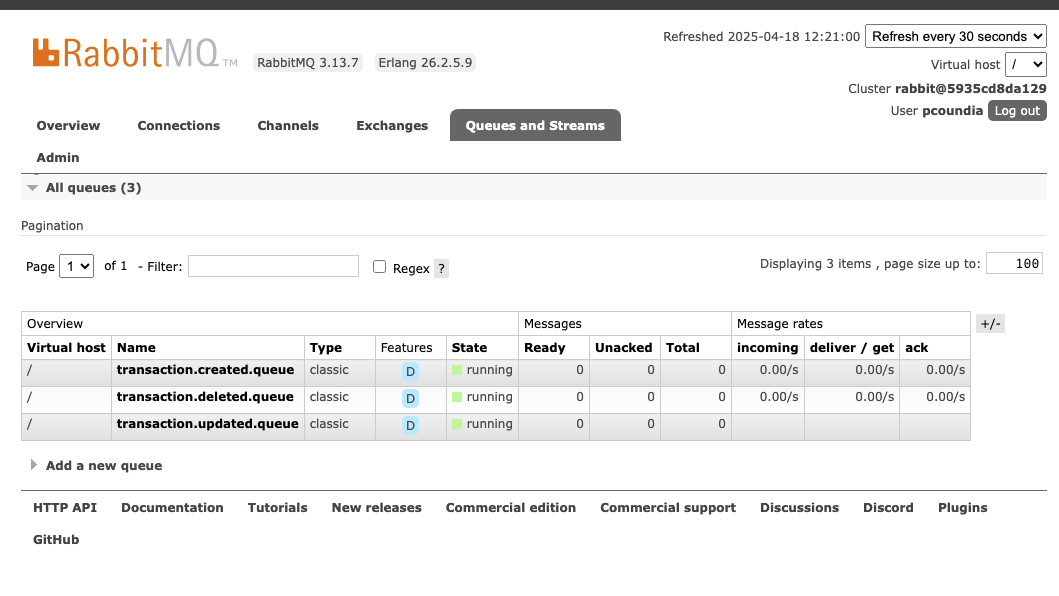 Refreshed 2025-04-18 12:21:00 Refresh every 30 seconds
RabbitMQ TM RabbitMQ 3.13.7 Erlang 26.2.5.9
Virtual host /
Cluster rabbit@5935cd8da129
User pcoundia Log out
Overview Connections Channels Exchanges Queues and Streams
Admin
All queues (3)
Pagination
Page 1 of 1 - Filter: Regex ? Displaying 3 items , page size up to: 100
Overview Messages Message rates +/-
Virtual host Name Type Features State Ready Unacked Total incoming deliver / get ack
/ transaction.created.queue classic D running 0 0 0 0.00/s 0.00/s 0.00/s
/ transaction.deleted.queue classic D running 0 0 0 0.00/s 0.00/s 0.00/s
/ transaction.updated.queue classic D running 0 0 0
Add a new queue
HTTP API Documentation Tutorials New releases Commercial edition Commercial support Discussions Discord Plugins
GitHub